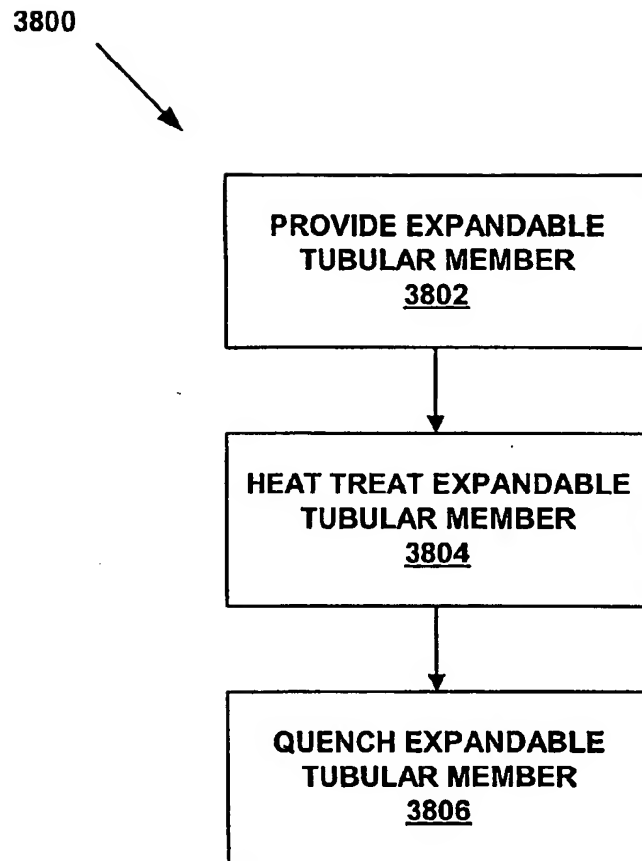 3800
PROVIDE EXPANDABLE
TUBULAR MEMBER
3802
HEAT TREAT EXPANDABLE
TUBULAR MEMBER
3804
QUENCH EXPANDABLE
TUBULAR MEMBER
3806